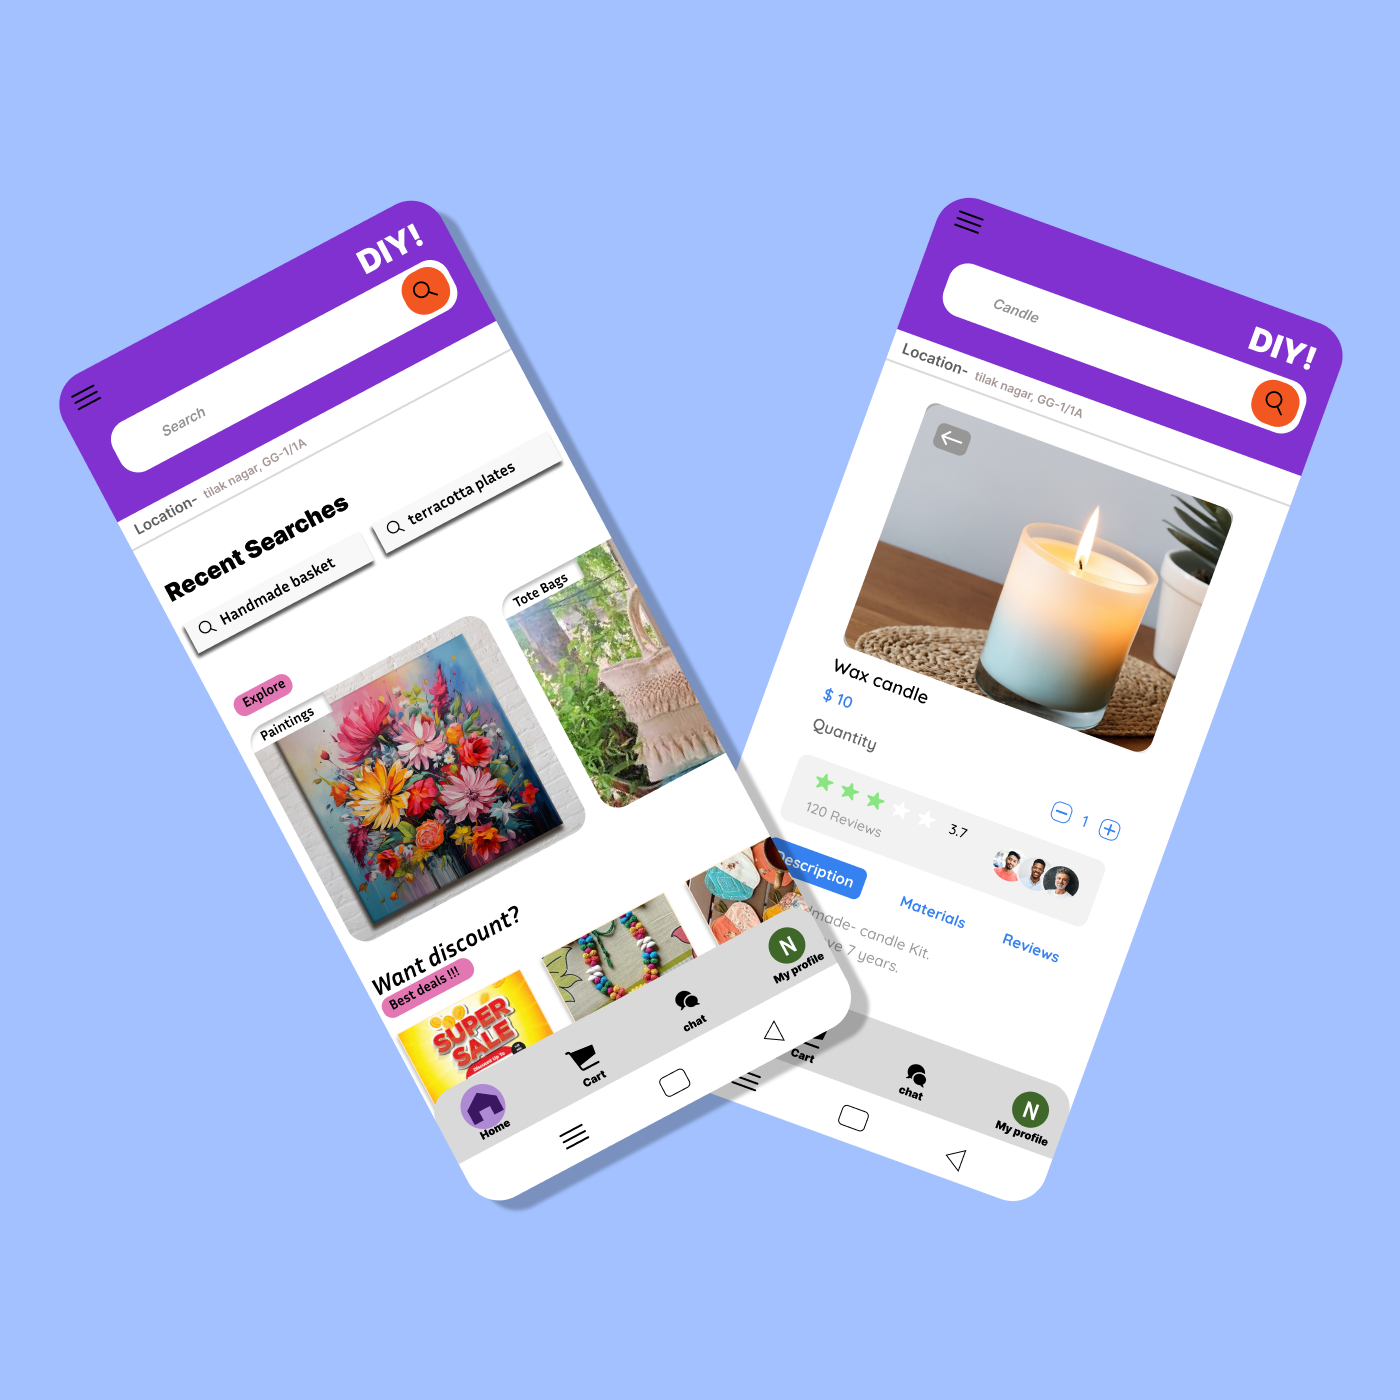 DIY!
Search
Location- tilak nagar, GG-1/1A
Recent Searches
Handmade basket
terracotta plates
Explore
Paintings
Tote Bags
Want discount?
Best deals !!!
SUPER
SALE
Discount Up To
Home
Cart
chat
N
My profile
DIY!
Candle
Location- tilak nagar, GG-1/1A
Wax candle
$ 10
Quantity
1
3.7
120 Reviews
Description
Materials
Reviews
made- candle Kit.
ve 7 years.
Cart
chat
N
My profile